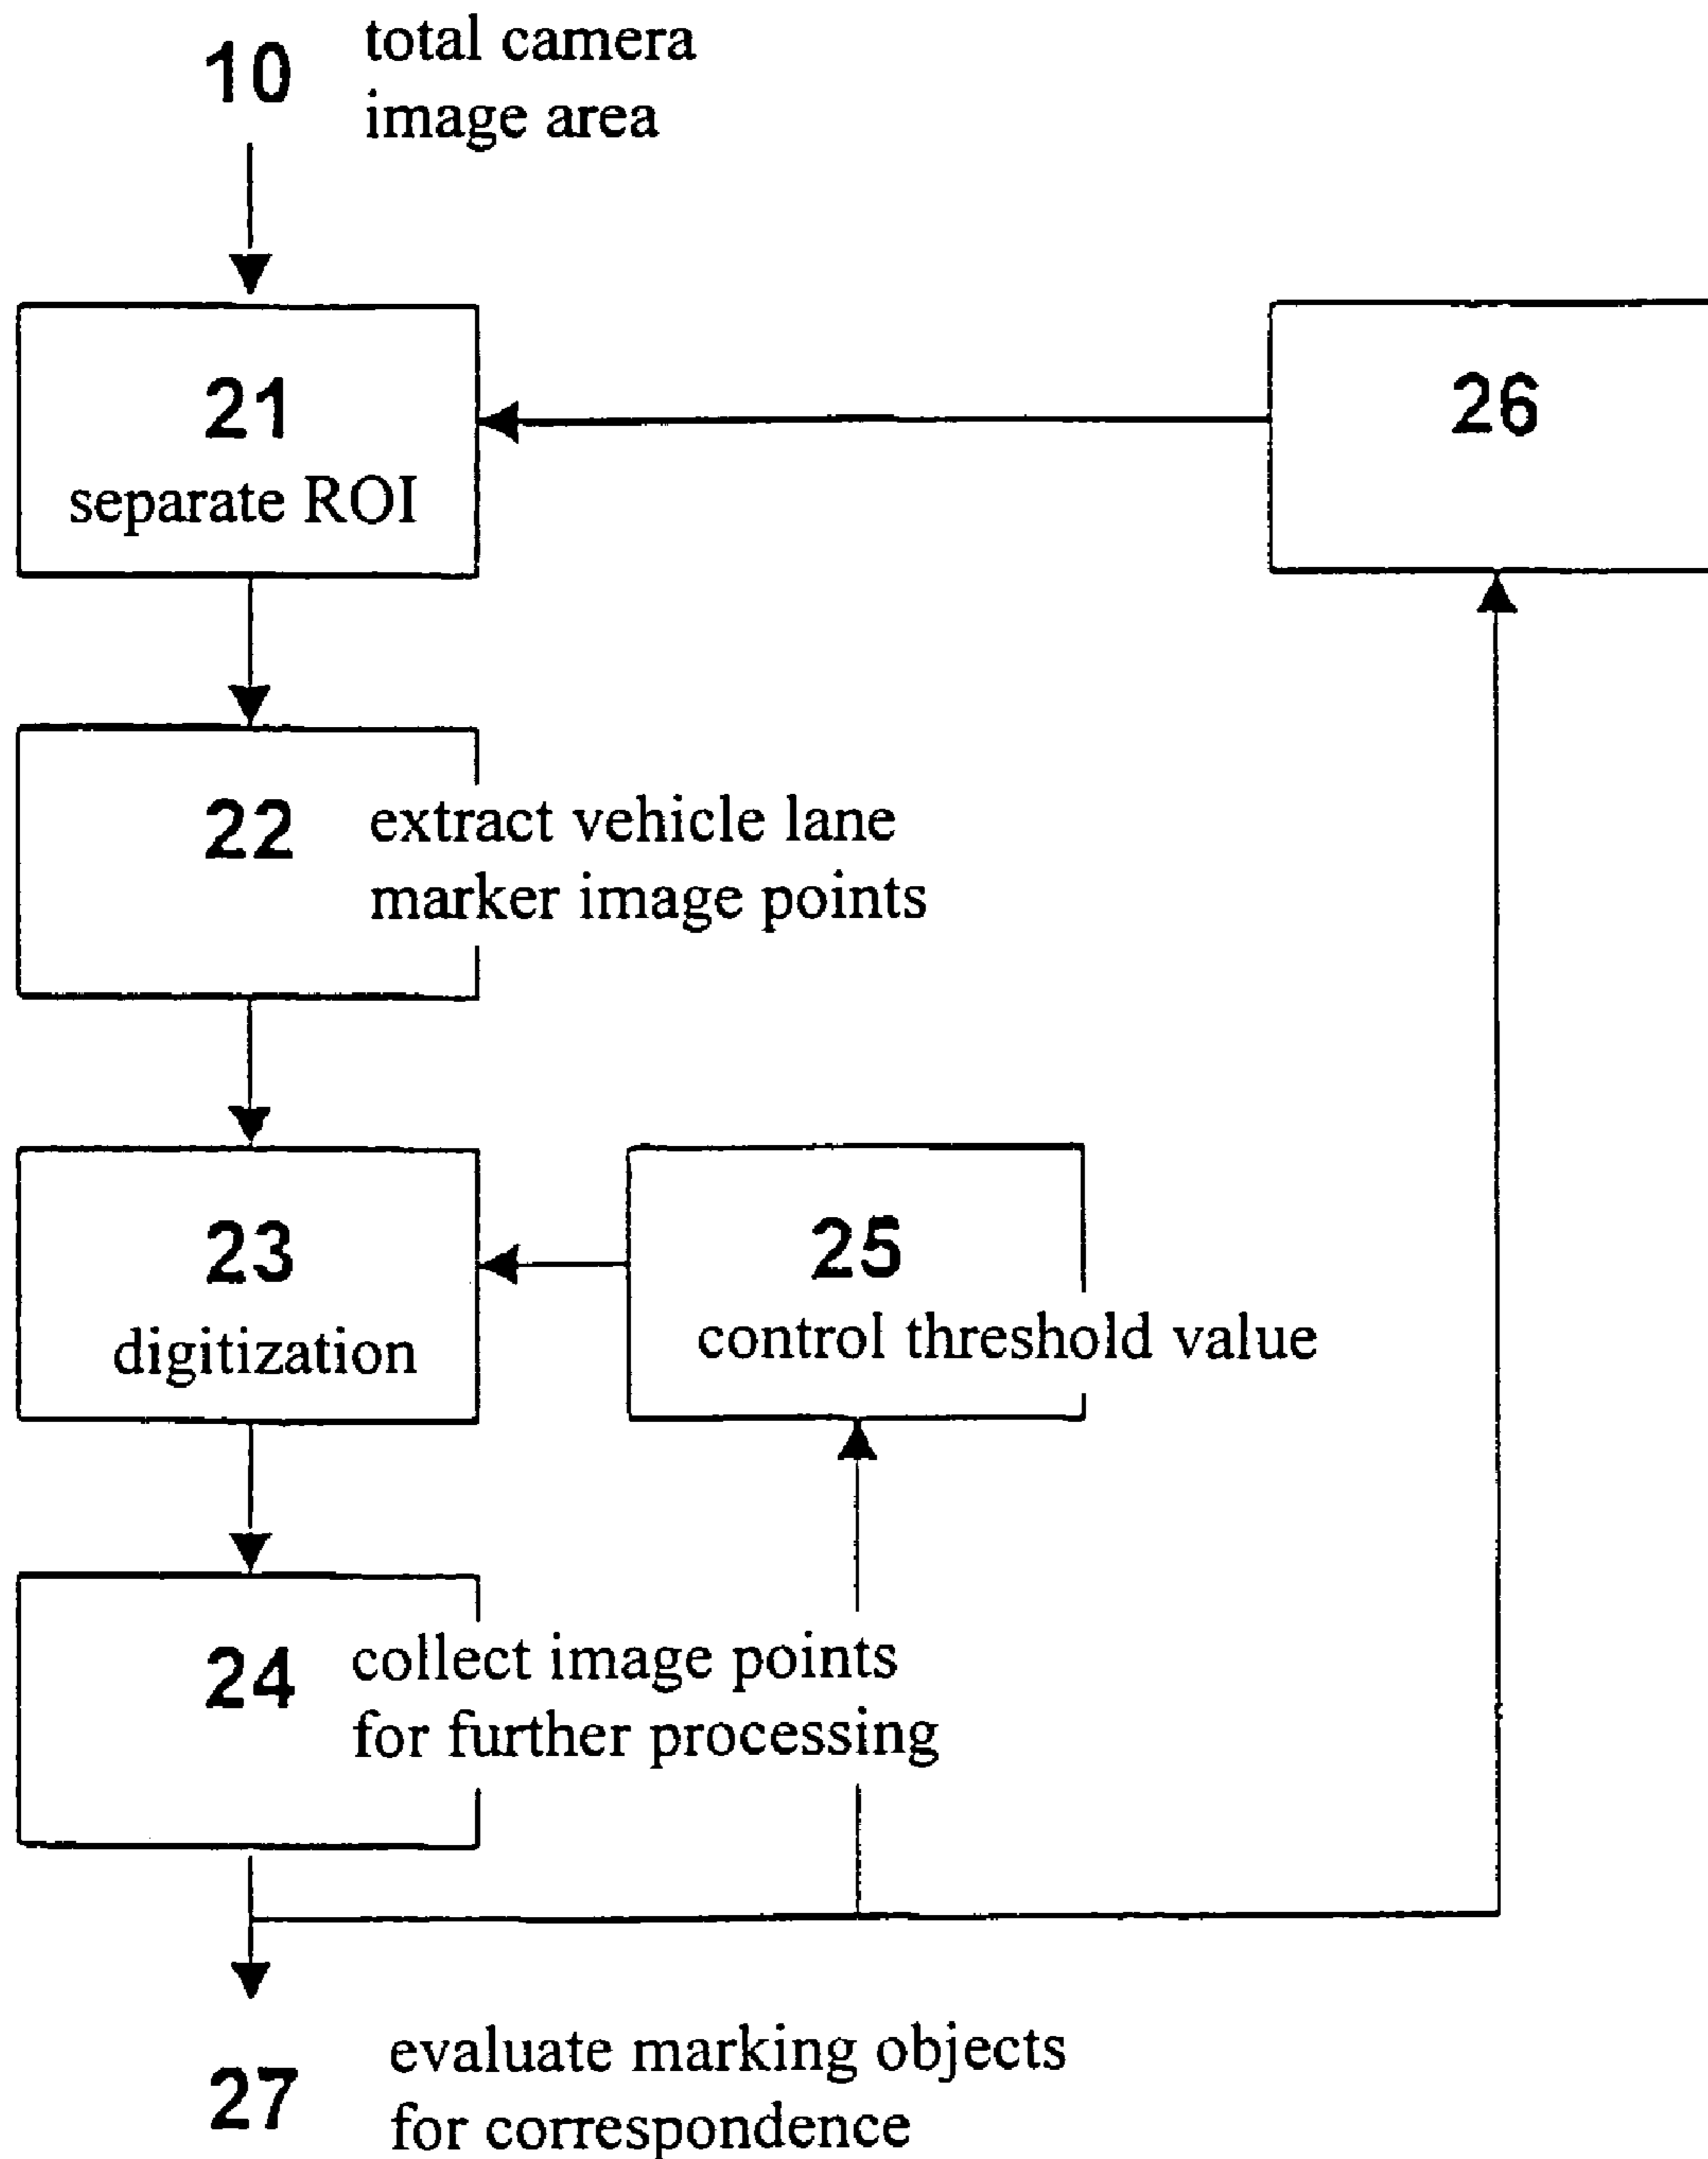 10
total camera
image area
21
separate ROI
26
22
extract vehicle lane
marker image points
23
digitization
25
control threshold value
24
collect image points
for further processing
27
evaluate marking objects
for correspondence